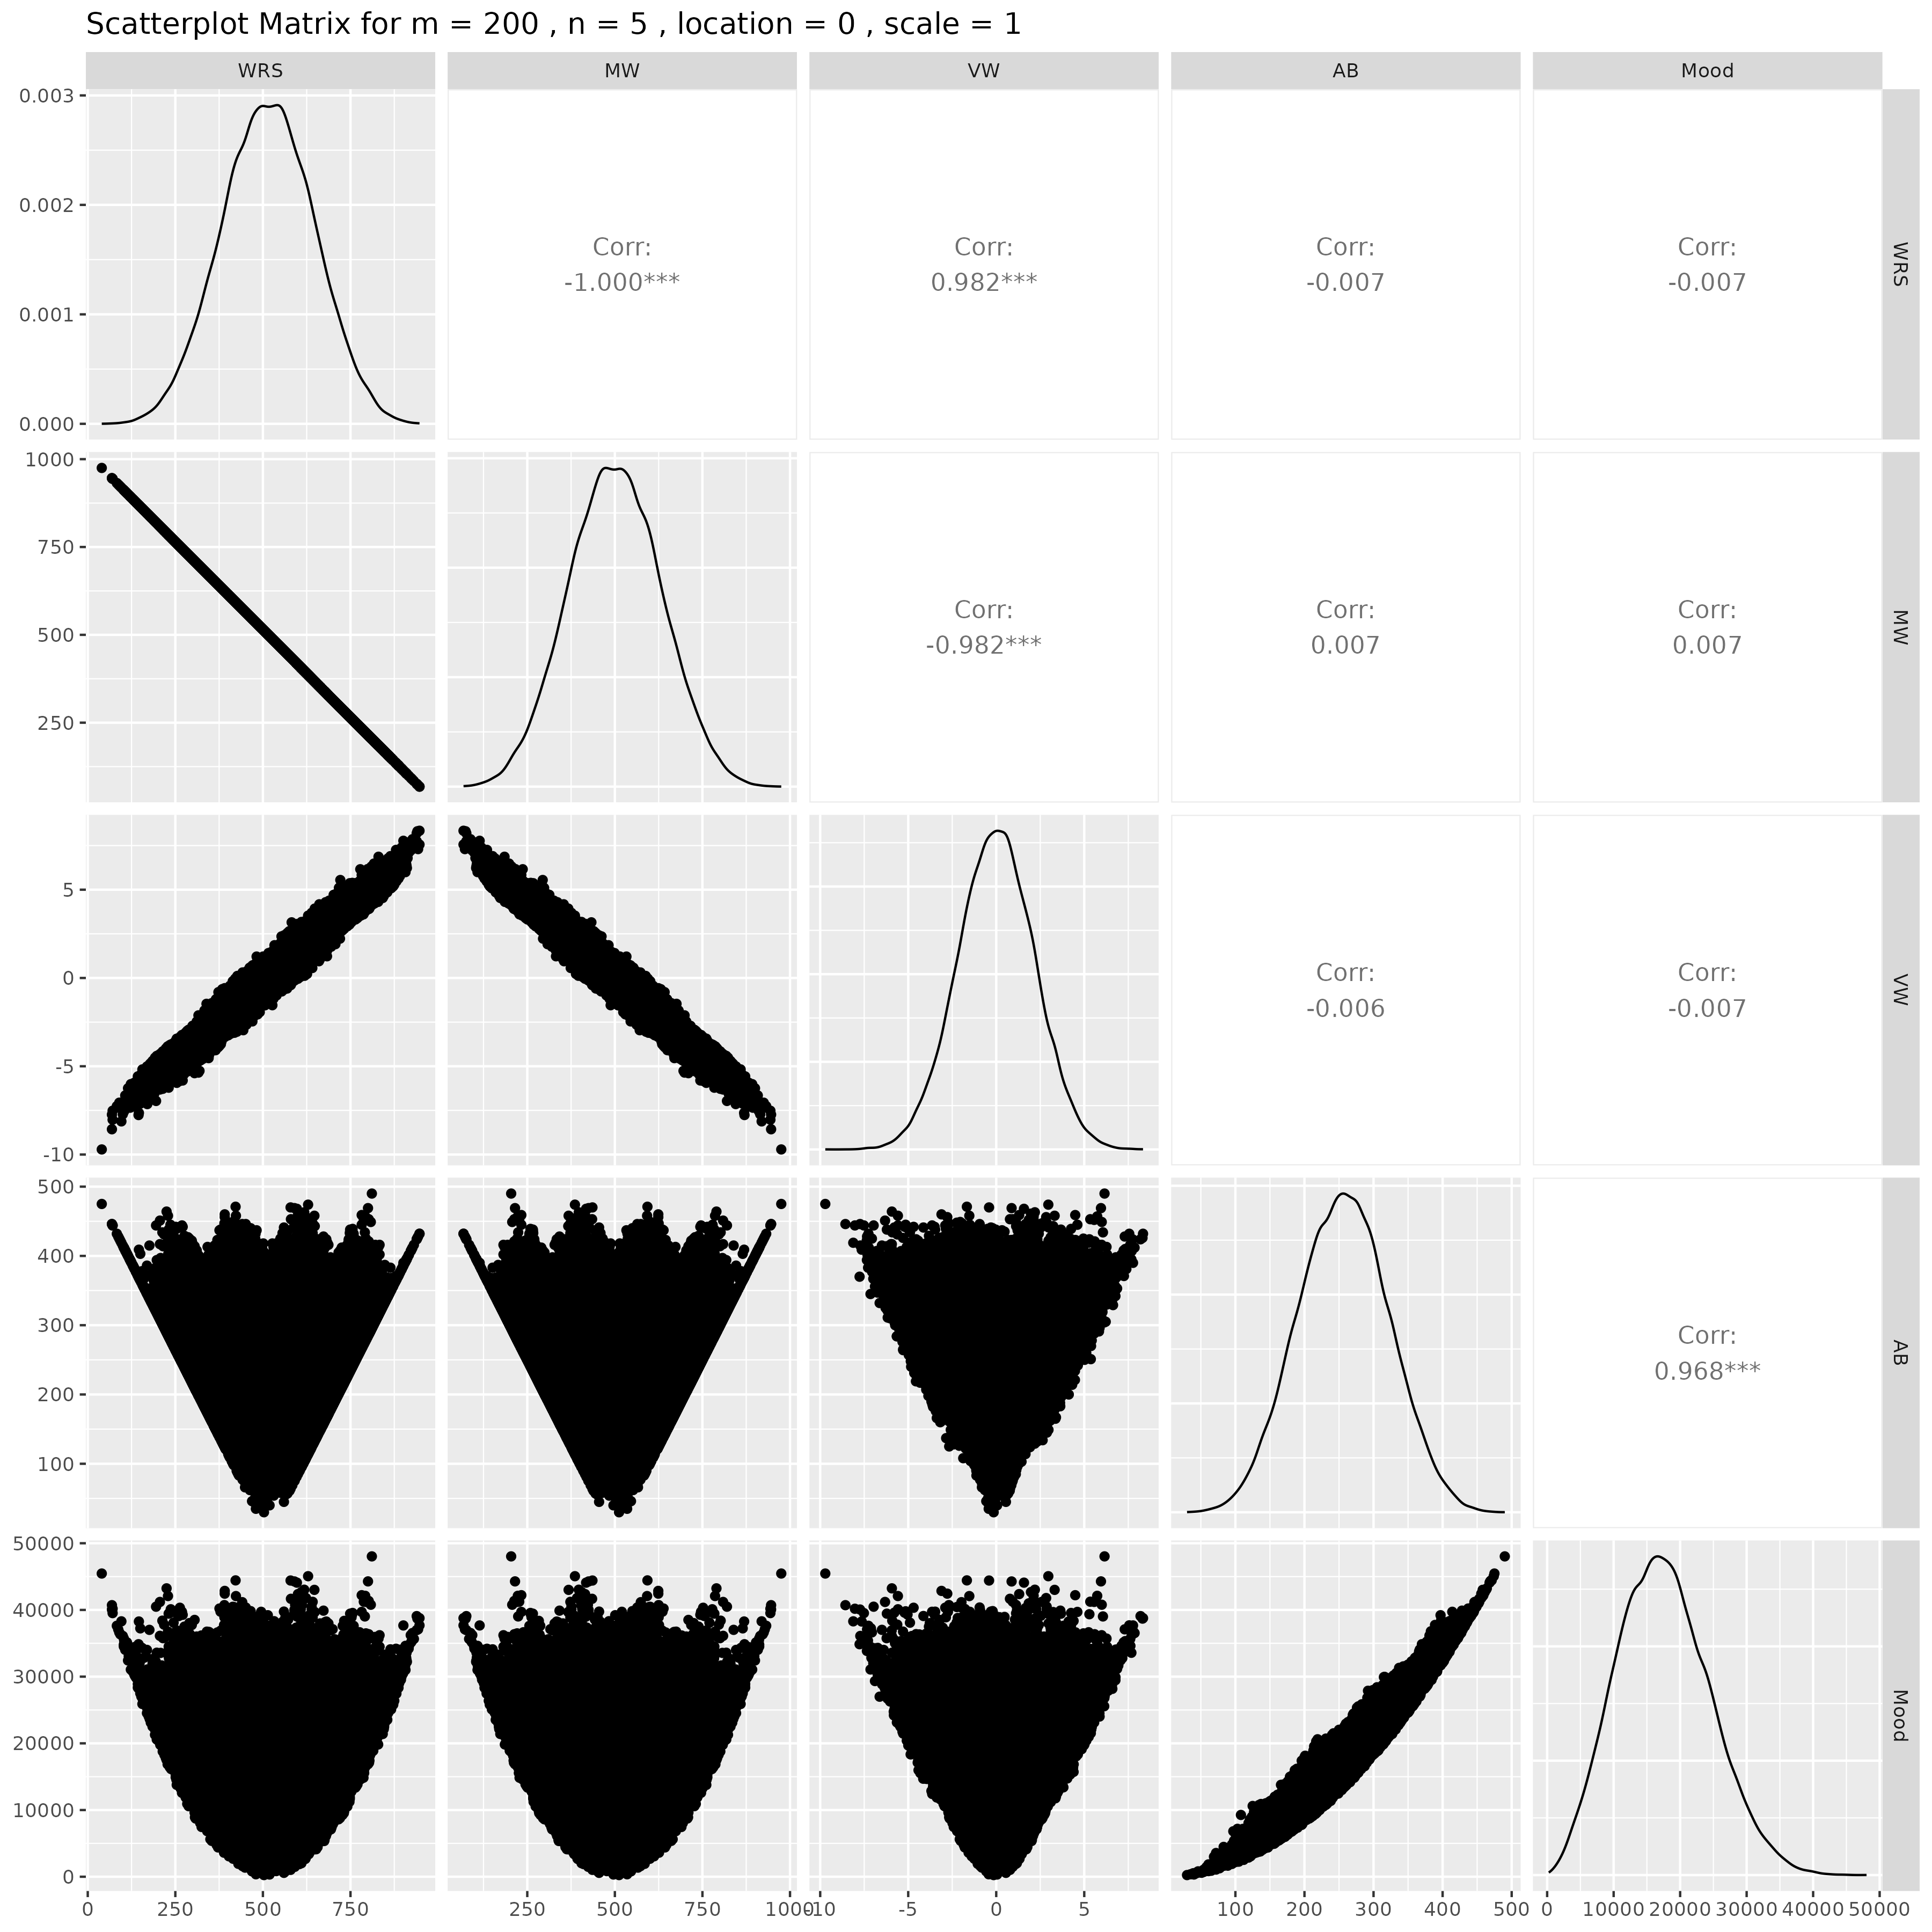 Scatterplot Matrix for m = 200 , n = 5 , location = 0 , scale = 1
WRS MW VW AB Mood
0.003
0.002
0.001
0.000
Corr:
-1.000***
Corr:
0.982***
Corr:
-0.007
Corr:
-0.007
WRS
1000
750
500
250
Corr:
-0.982***
Corr:
0.007
Corr:
0.007
MW
5
0
-5
-10
Corr:
-0.006
Corr:
-0.007
VW
500
400
300
200
100
Corr:
0.968***
AB
50000
40000
30000
20000
10000
0
Mood
0 250 500 750
250 500 750 1000
-10 -5 0 5
100 200 300 400 500
0 10000 20000 30000 40000 50000